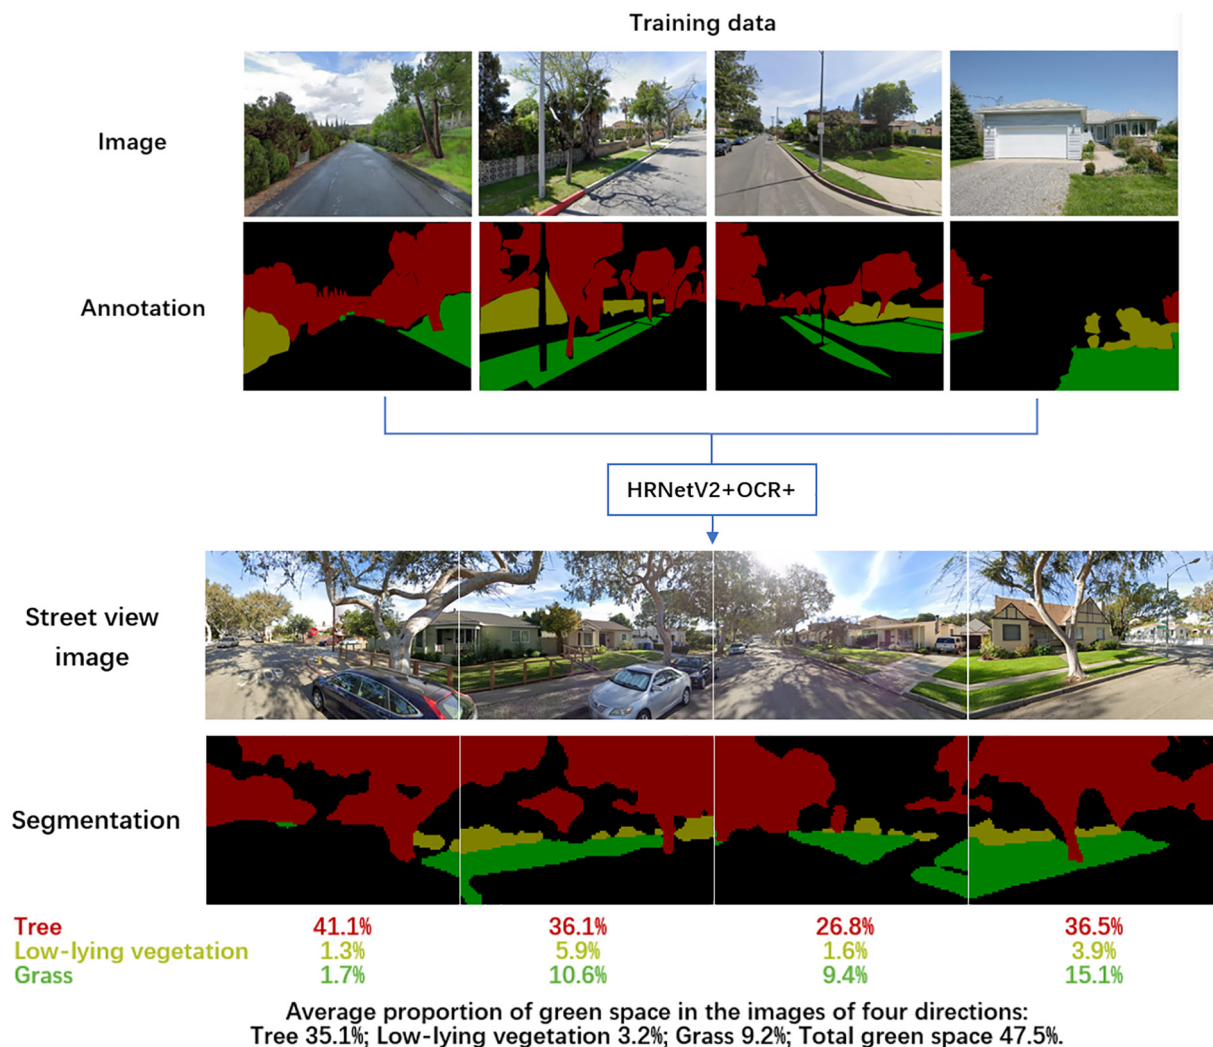 Training data
Image
Annotation
HRNetV2+OCR+
Street view
image
Segmentation
Tree 41.1% 36.1% 26.8% 36.5%
Low-lying vegetation 1.3% 5.9% 1.6% 3.9%
Grass 1.7% 10.6% 9.4% 15.1%
Average proportion of green space in the images of four directions:
Tree 35.1%; Low-lying vegetation 3.2%; Grass 9.2%; Total green space 47.5%.